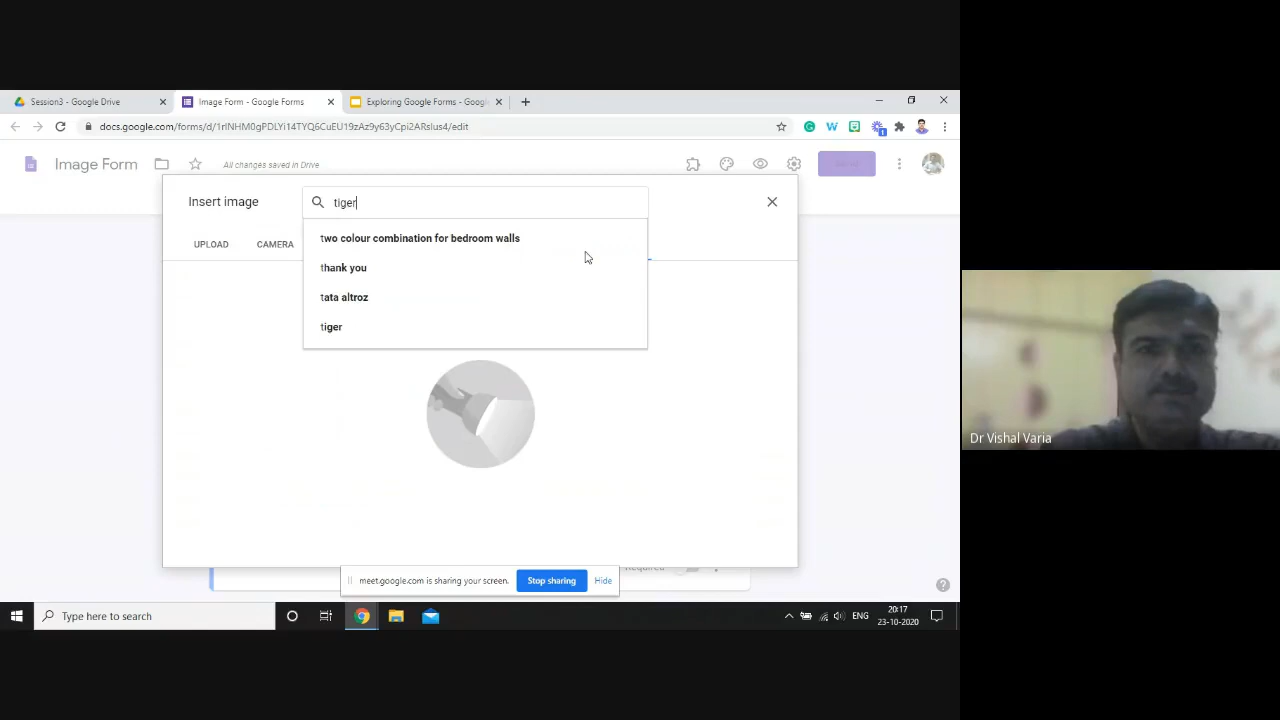 Session3 - Google Drive
Image Form - Google Forms
Exploring Google Forms - Googl
docs.google.com/forms/d/1rINHM0gPDLYi14TYQ6CuEU19zAz9y63yCpi2ARslus4/edit
Image Form
All changes saved in Drive
Insert image
tiger
UPLOAD
CAMERA
two colour combination for bedroom walls
thank you
tata altroz
tiger
Dr Vishal Varia
Required
meet.google.com is sharing your screen.
Stop sharing
Hide
Type here to search
ENG
20:17
23-10-2020